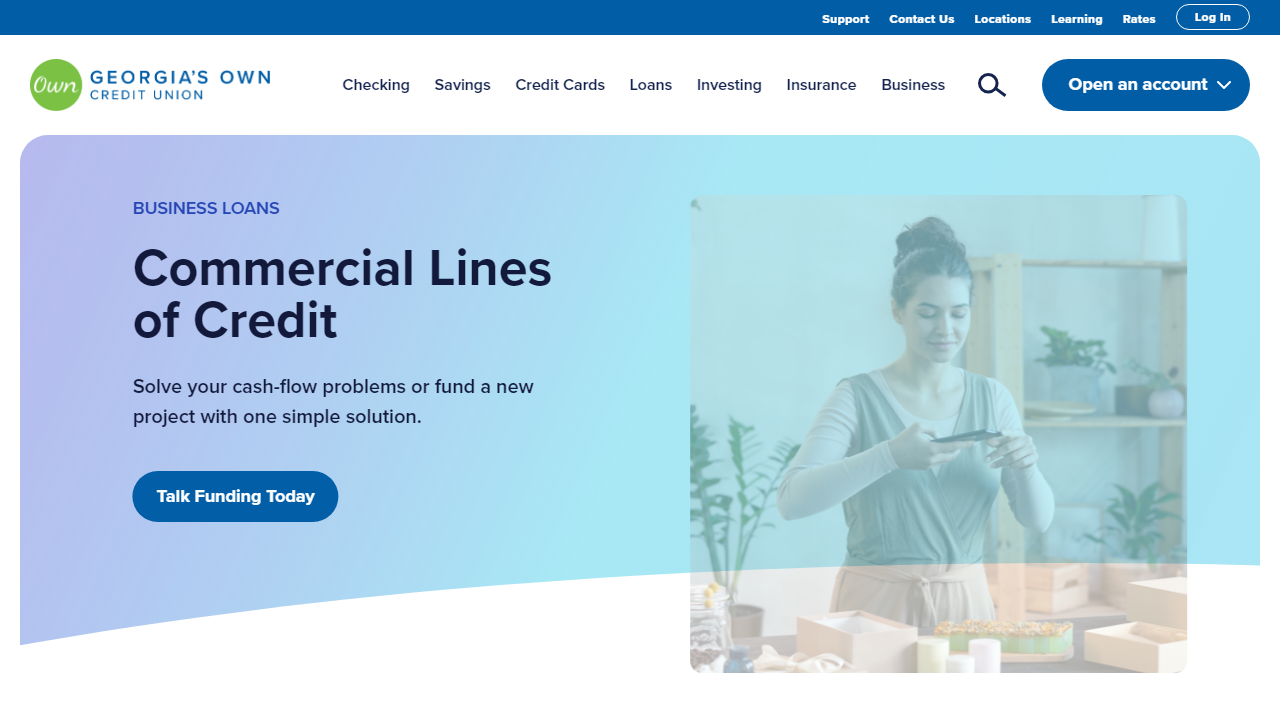 Support Contact Us Locations Learning Rates Log In
Own GEORGIA'S OWN
CREDIT UNION
Checking Savings Credit Cards Loans Investing Insurance Business
Open an account
BUSINESS LOANS
Commercial Lines
of Credit
Solve your cash-flow problems or fund a new
project with one simple solution.
Talk Funding Today